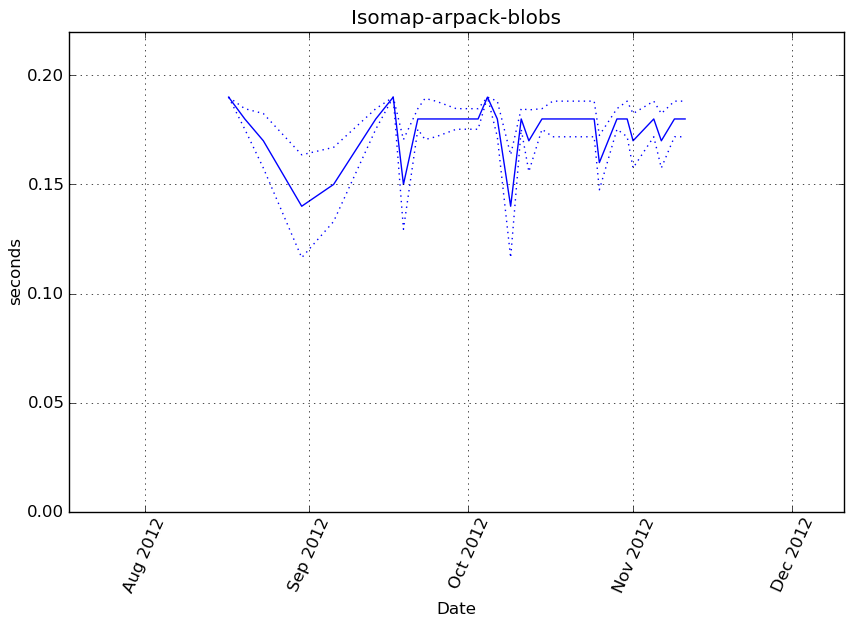 Isomap-arpack-blobs
0.20
0.15
0.10
0.05
0.00
seconds
Aug 2012
Sep 2012
Oct 2012
Nov 2012
Dec 2012
Date